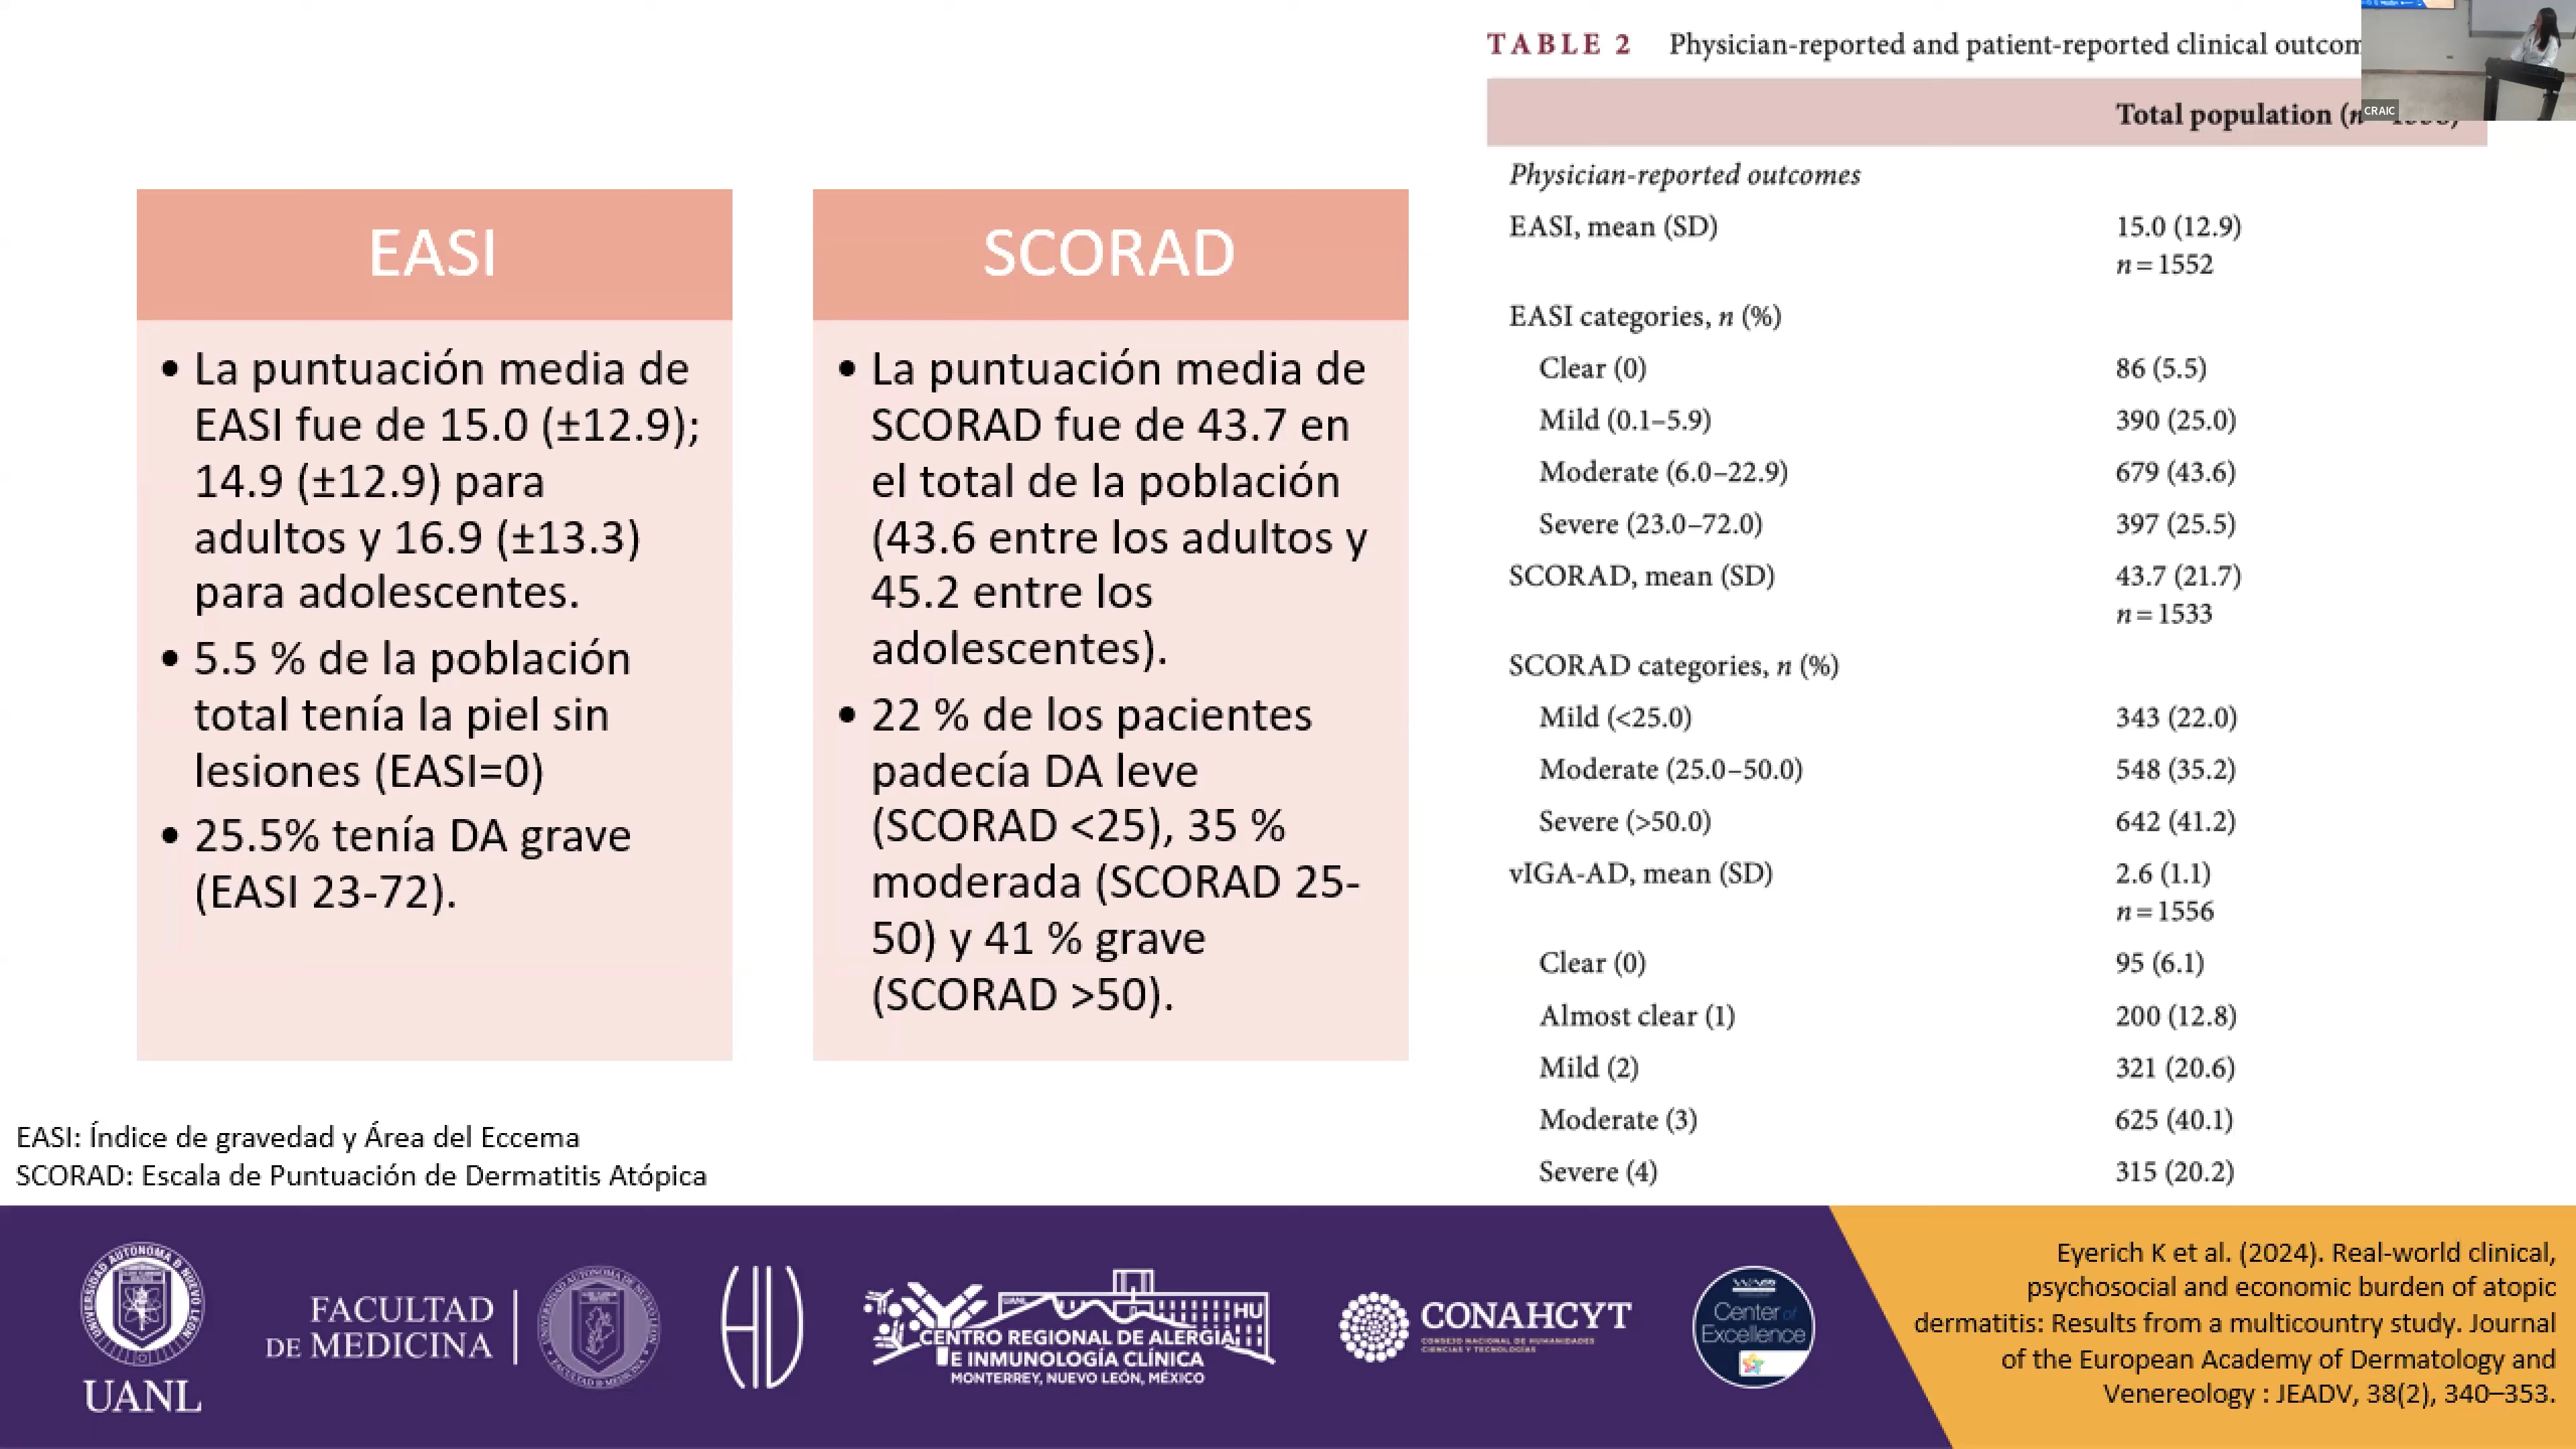 EASI
• La puntuación media de
EASI fue de 15.0 (±12.9);
14.9 (±12.9) para
adultos y 16.9 (±13.3)
para adolescentes.
• 5.5 % de la población
total tenía la piel sin
lesiones (EASI=0)
• 25.5% tenía DA grave
(EASI 23-72).
SCORAD
• La puntuación media de
SCORAD fue de 43.7 en
el total de la población
(43.6 entre los adultos y
45.2 entre los
adolescentes).
• 22 % de los pacientes
padecía DA leve
(SCORAD <25), 35 %
moderada (SCORAD 25-
50) y 41 % grave
(SCORAD >50).
TABLE 2 Physician-reported and patient-reported clinical
CRAIC
Total population (n
Physician-reported outcomes
EASI, mean (SD) 15.0 (12.9)
n = 1552
EASI categories, n (%)
Clear (0) 86 (5.5)
Mild (0.1–5.9) 390 (25.0)
Moderate (6.0–22.9) 679 (43.6)
Severe (23.0–72.0) 397 (25.5)
SCORAD, mean (SD) 43.7 (21.7)
n = 1533
SCORAD categories, n (%)
Mild (<25.0) 343 (22.0)
Moderate (25.0–50.0) 548 (35.2)
Severe (>50.0) 642 (41.2)
vIGA-AD, mean (SD) 2.6 (1.1)
n = 1556
Clear (0) 95 (6.1)
Almost clear (1) 200 (12.8)
Mild (2) 321 (20.6)
Moderate (3) 625 (40.1)
Severe (4) 315 (20.2)
EASI: Índice de gravedad y Área del Eccema
SCORAD: Escala de Puntuación de Dermatitis Atópica
UANL
FACULTAD
DE MEDICINA
HU
CENTRO REGIONAL DE ALERGIA
E INMUNOLOGÍA CLÍNICA
MONTERREY, NUEVO LEÓN, MÉXICO
CONAHCYT
CONSEJO NACIONAL DE HUMANIDADES
CIENCIAS Y TECNOLOGÍAS
Center of
Excellence
Eyerich K et al. (2024). Real-world clinical,
psychosocial and economic burden of atopic
dermatitis: Results from a multicountry study. Journal
of the European Academy of Dermatology and
Venereology : JEADV, 38(2), 340–353.